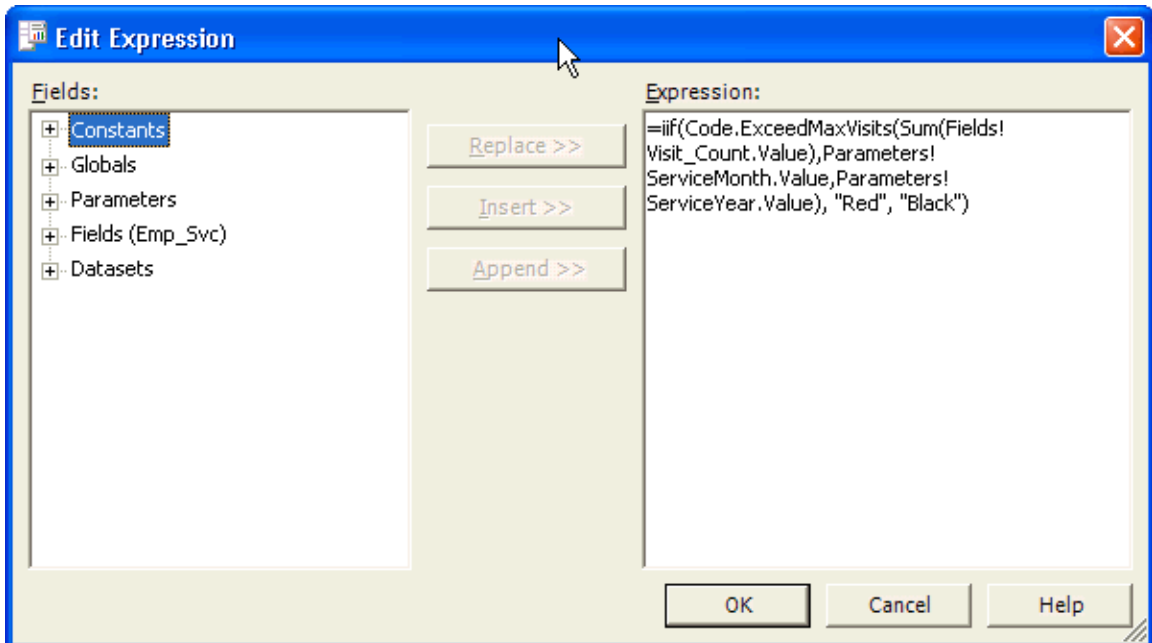 Edit Expression
Fields:
Constants
Globals
Parameters
Fields (Emp_Svc)
Datasets
Replace >>
Insert >>
Append >>
Expression:
=iif(Code.ExceedMaxVisits(Sum(Fields!
Visit_Count.Value),Parameters!
ServiceMonth.Value,Parameters!
ServiceYear.Value), "Red", "Black")
OK
Cancel
Help